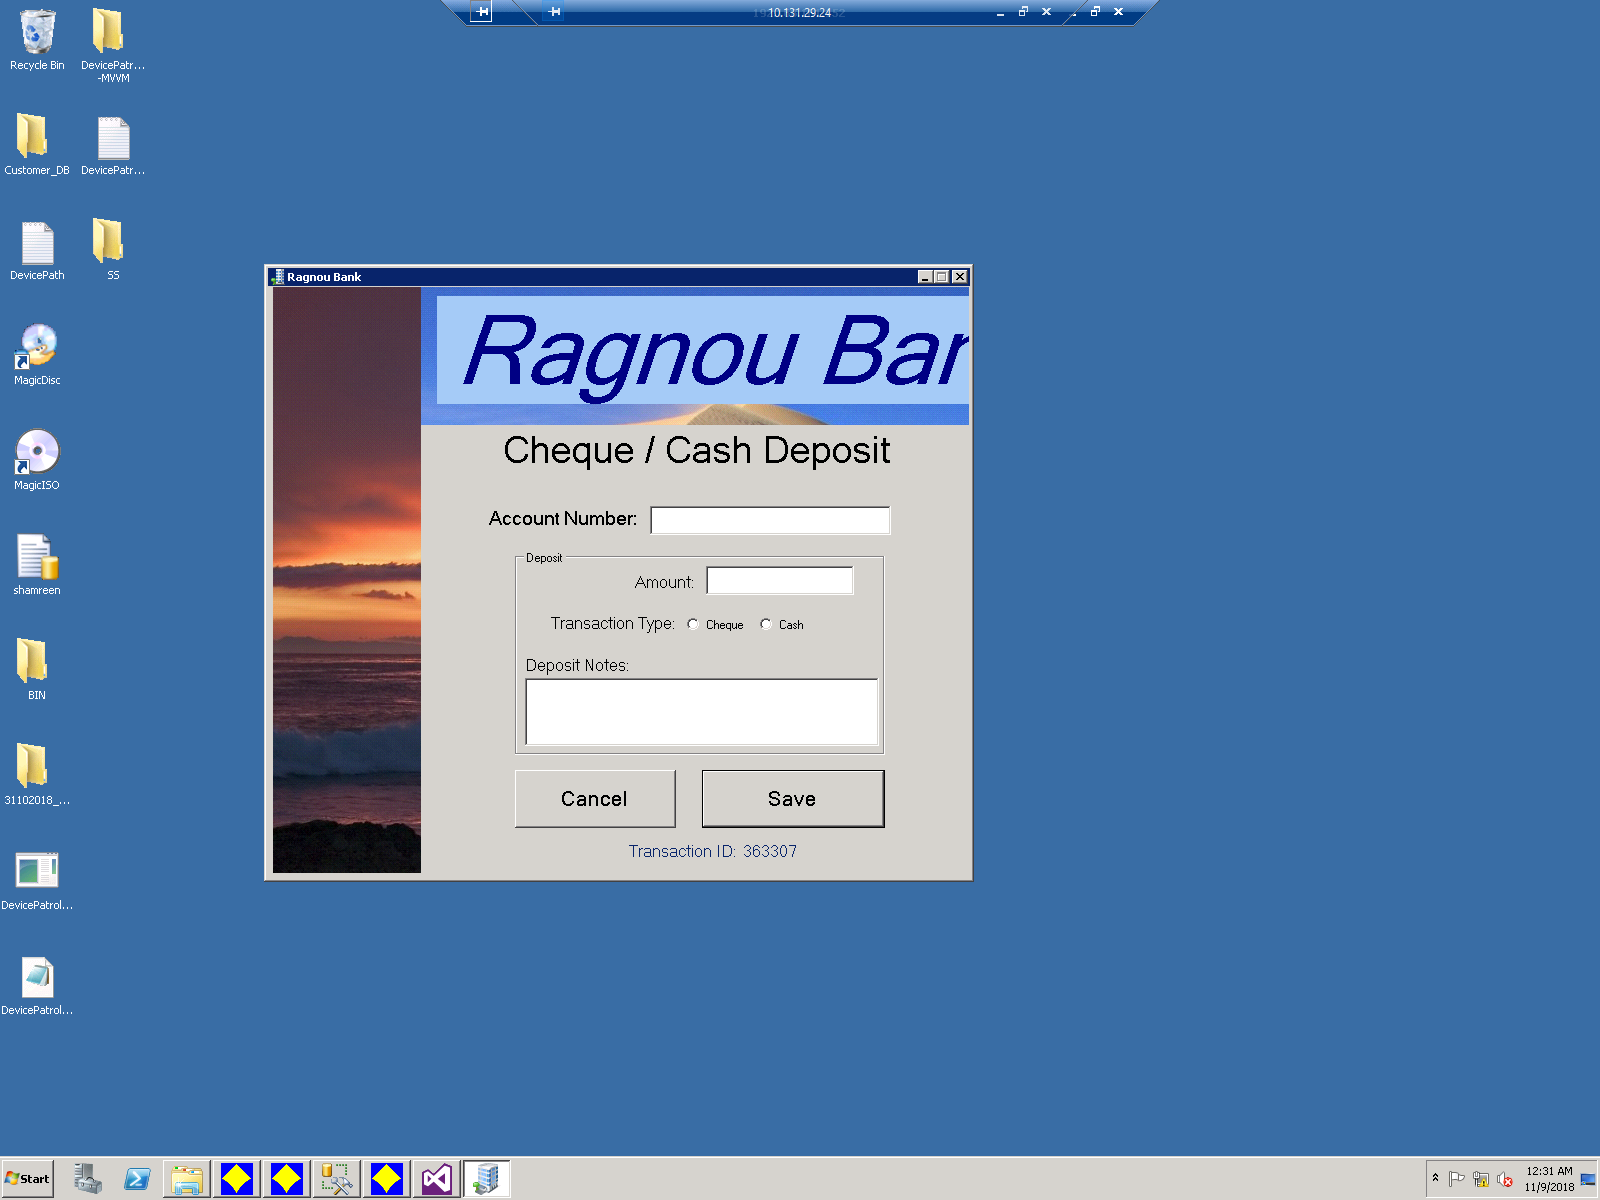 10.131.29.24
Recycle Bin
DevicePatr...
-MVVM
Customer_DB
DevicePatr...
DevicePath
SS
MagicDisc
MagicISO
shamreen
BIN
31102018_...
DevicePatrol...
DevicePatrol...
Ragnou Bank
Ragnou Ban
Cheque / Cash Deposit
Account Number:
Deposit
Amount:
Transaction Type: Cheque Cash
Deposit Notes:
Cancel Save
Transaction ID: 363307
Start
12:31 AM
11/9/2018